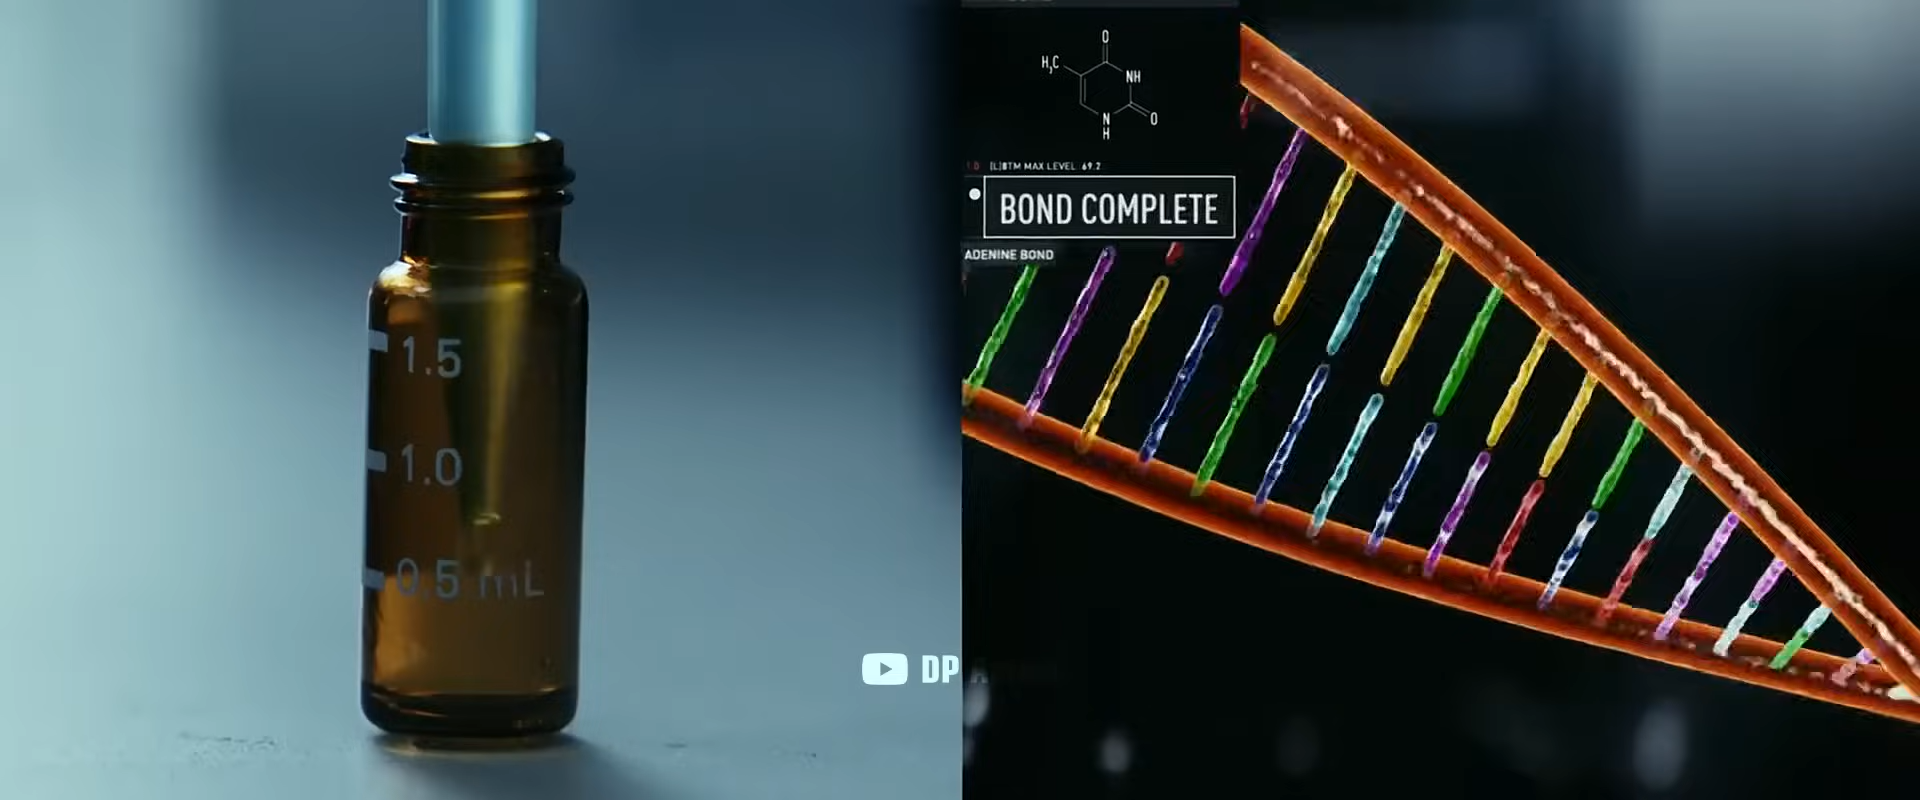 1.5
1.0
0.5 mL
DP
O
H₃C
NH
N
H
O
(L)BTM MAX LEVEL 69.2
BOND COMPLETE
ADENINE BOND